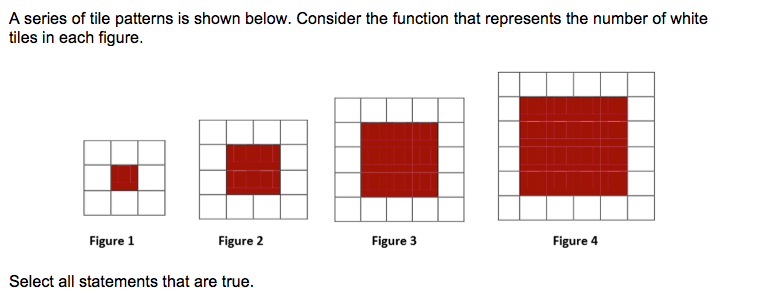 A series of tile patterns is shown below. Consider the function that represents the number of white
tiles in each figure.
Figure 1
Figure 2
Figure 3
Figure 4
Select all statements that are true.